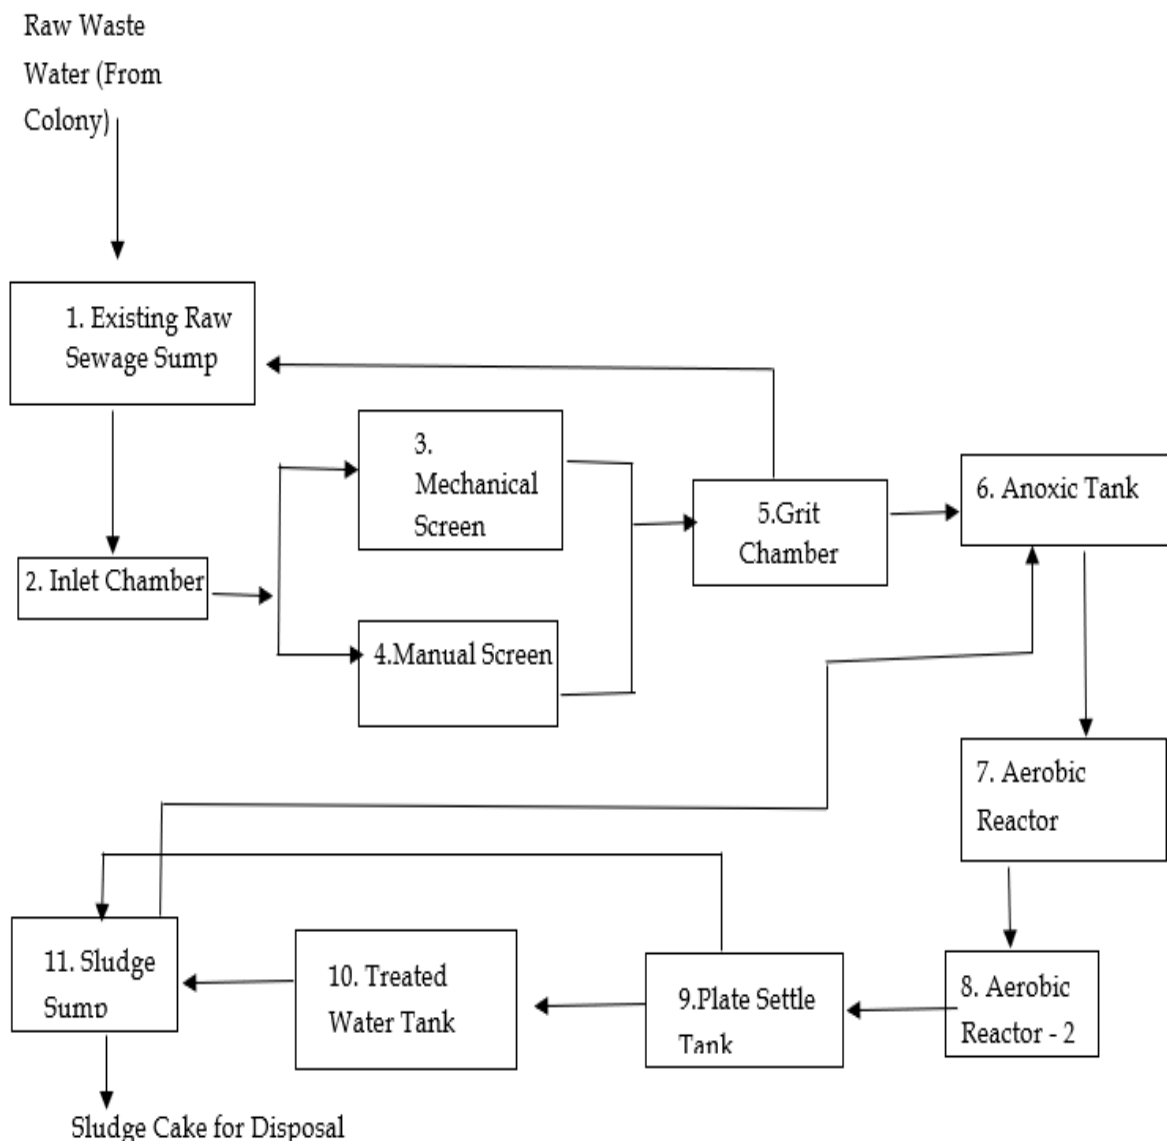 Raw Waste
Water (From
Colony)
1. Existing Raw
Sewage Sump
3.
Mechanical
Screen
6. Anoxic Tank
5.Grit
Chamber
2. Inlet Chamber
4.Manual Screen
7. Aerobic
Reactor
11. Sludge
Sump
10. Treated
Water Tank
9.Plate Settle
Tank
8. Aerobic
Reactor - 2
Sludge Cake for Disposal